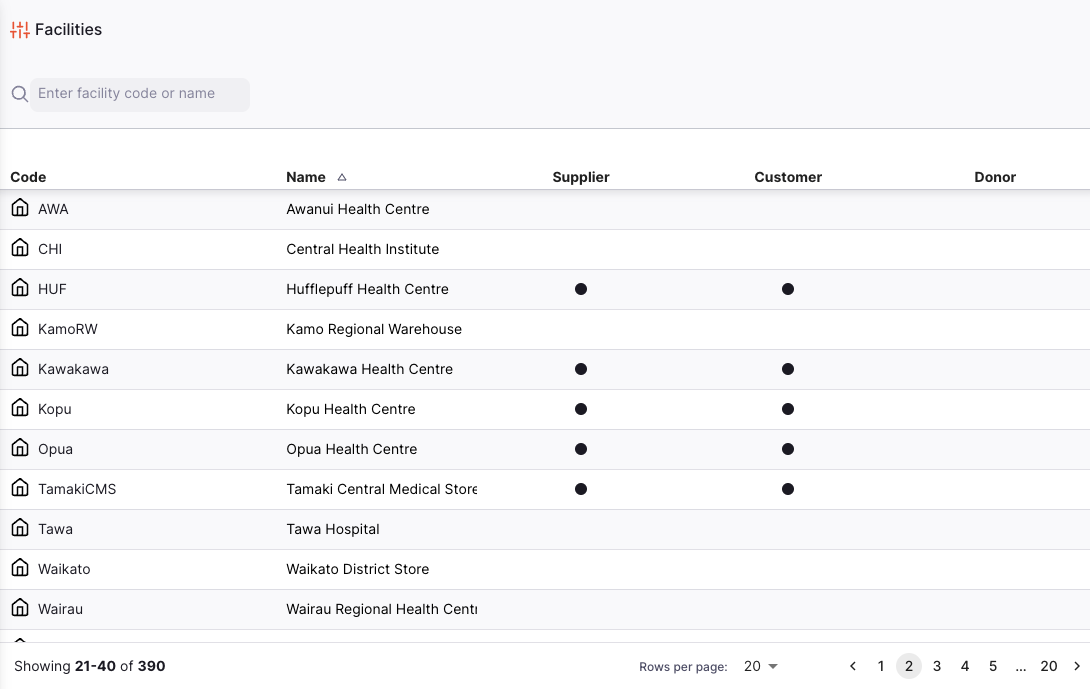 Facilities
Enter facility code or name
Code Name Supplier Customer Donor
AWA Awanui Health Centre
CHI Central Health Institute
HUF Hufflepuff Health Centre
KamoRW Kamo Regional Warehouse
Kawakawa Kawakawa Health Centre
Kopu Kopu Health Centre
Opua Opua Health Centre
TamakiCMS Tamaki Central Medical Store
Tawa Tawa Hospital
Waikato Waikato District Store
Wairau Wairau Regional Health Cent
Showing 21-40 of 390 Rows per page: 20 1 2 3 4 5 ... 20